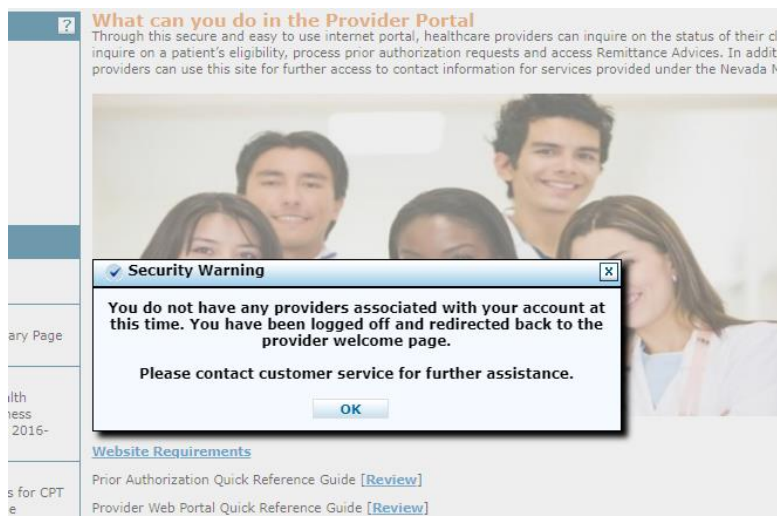 ?
What can you do in the Provider Portal
Through this secure and easy to use internet portal, healthcare providers can inquire on the status of their
inquire on a patient's eligibility, process prior authorization requests and access Remittance Advices. In
providers can use this site for further access to contact information for services provided under the Nevada
Security Warning
x
You do not have any providers associated with your account at
this time. You have been logged off and redirected back to the
provider welcome page.
Please contact customer service for further assistance.
OK
ary Page
alth
ness
2016-
s for CPT
e
Website Requirements
Prior Authorization Quick Reference Guide [Review]
Provider Web Portal Quick Reference Guide [Review]